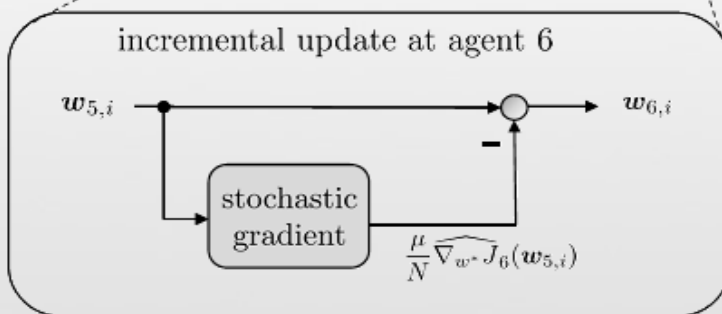 incremental update at agent 6
𝒘₅,ᵢ
𝒘₆,ᵢ
−
stochastic
gradient
μ/N ∇̂_{w*} J₆(𝒘₅,ᵢ)